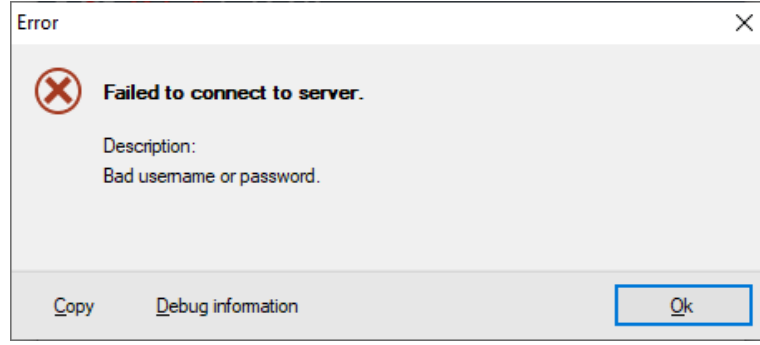 Error
Failed to connect to server.
Description:
Bad username or password.
Copy Debug information Ok